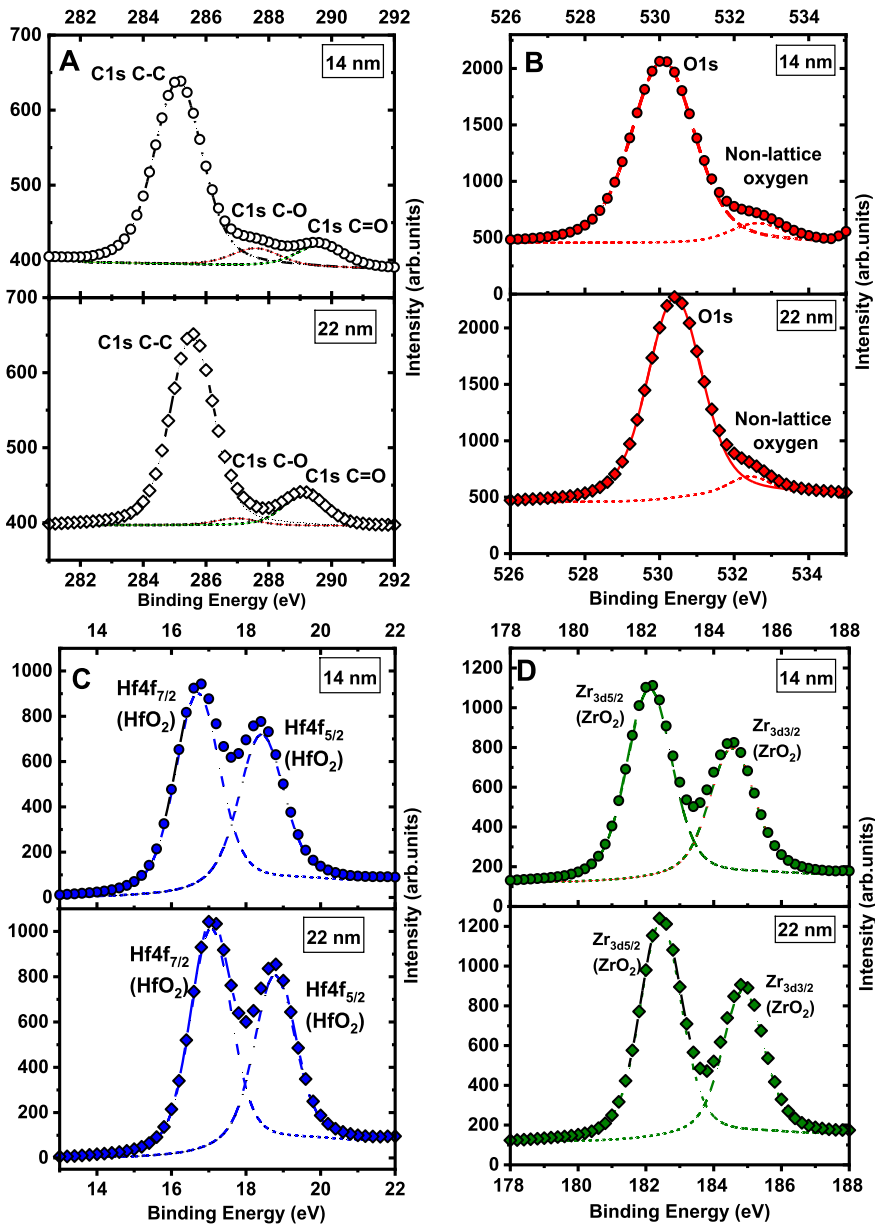 282 284 286 288 290 292
A
C1s C-C
14 nm
C1s C-O
C1s C=O
700
600
500
400
22 nm
C1s C-C
C1s C-O
C1s C=O
700
600
500
400
282 284 286 288 290 292
Binding Energy (eV)
Intensity (arb.units)
526 528 530 532 534
B
O1s
14 nm
Non-lattice
oxygen
2000
1500
1000
500
0
O1s
22 nm
Non-lattice
oxygen
2000
1500
1000
500
0
526 528 530 532 534
Binding Energy (eV)
14 16 18 20 22
C
14 nm
Hf4f7/2
(HfO2)
Hf4f5/2
(HfO2)
1000
800
600
400
200
0
22 nm
Hf4f7/2
(HfO2)
Hf4f5/2
(HfO2)
1000
800
600
400
200
0
14 16 18 20 22
Binding Energy (eV)
Intensity (arb.units)
178 180 182 184 186 188
D
14 nm
Zr3d5/2
(ZrO2)
Zr3d3/2
(ZrO2)
1200
1000
800
600
400
200
0
22 nm
Zr3d5/2
(ZrO2)
Zr3d3/2
(ZrO2)
1200
1000
800
600
400
200
0
178 180 182 184 186 188
Binding Energy (eV)
Intensity (arb.units)